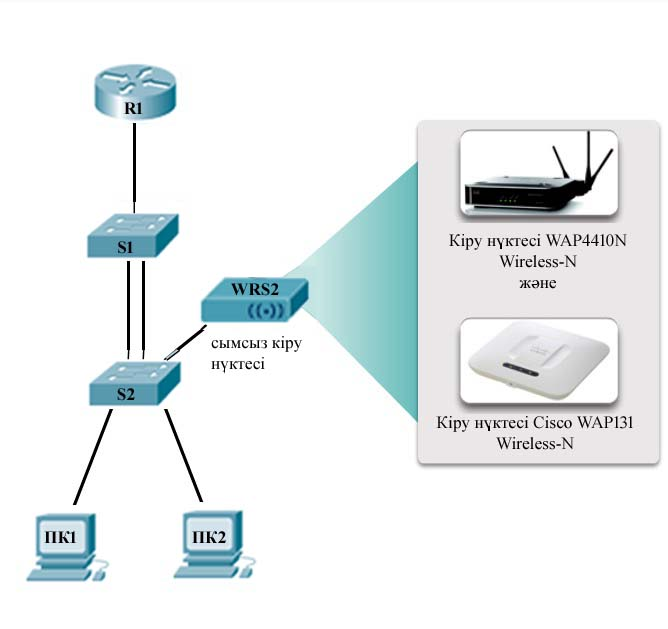 R1
S1
WRS2
сымсыз кіру
нүктесі
S2
ПК1
ПК2
Кіру нүктесі WAP4410N
Wireless-N
және
Кіру нүктесі Cisco WAP131
Wireless-N